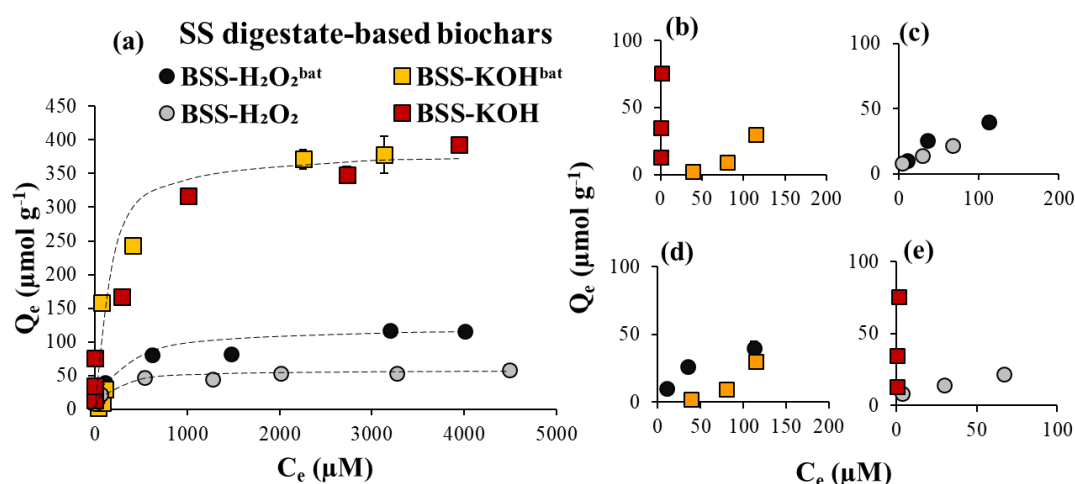 (a) SS digestate-based biochars
BSS-H₂O₂ᵇᵃᵗ
BSS-KOHᵇᵃᵗ
BSS-H₂O₂
BSS-KOH
Qₑ (µmol g⁻¹)
450
400
350
300
250
200
150
100
50
0
0 1000 2000 3000 4000 5000
Cₑ (µM)
(b)
100
50
0
0 50 100 150 200
(c)
100
50
0
0 100 200
Qₑ (µmol g⁻¹)
(d)
100
50
0
0 50 100 150 200
(e)
100
50
0
0 50 100
Cₑ (µM)